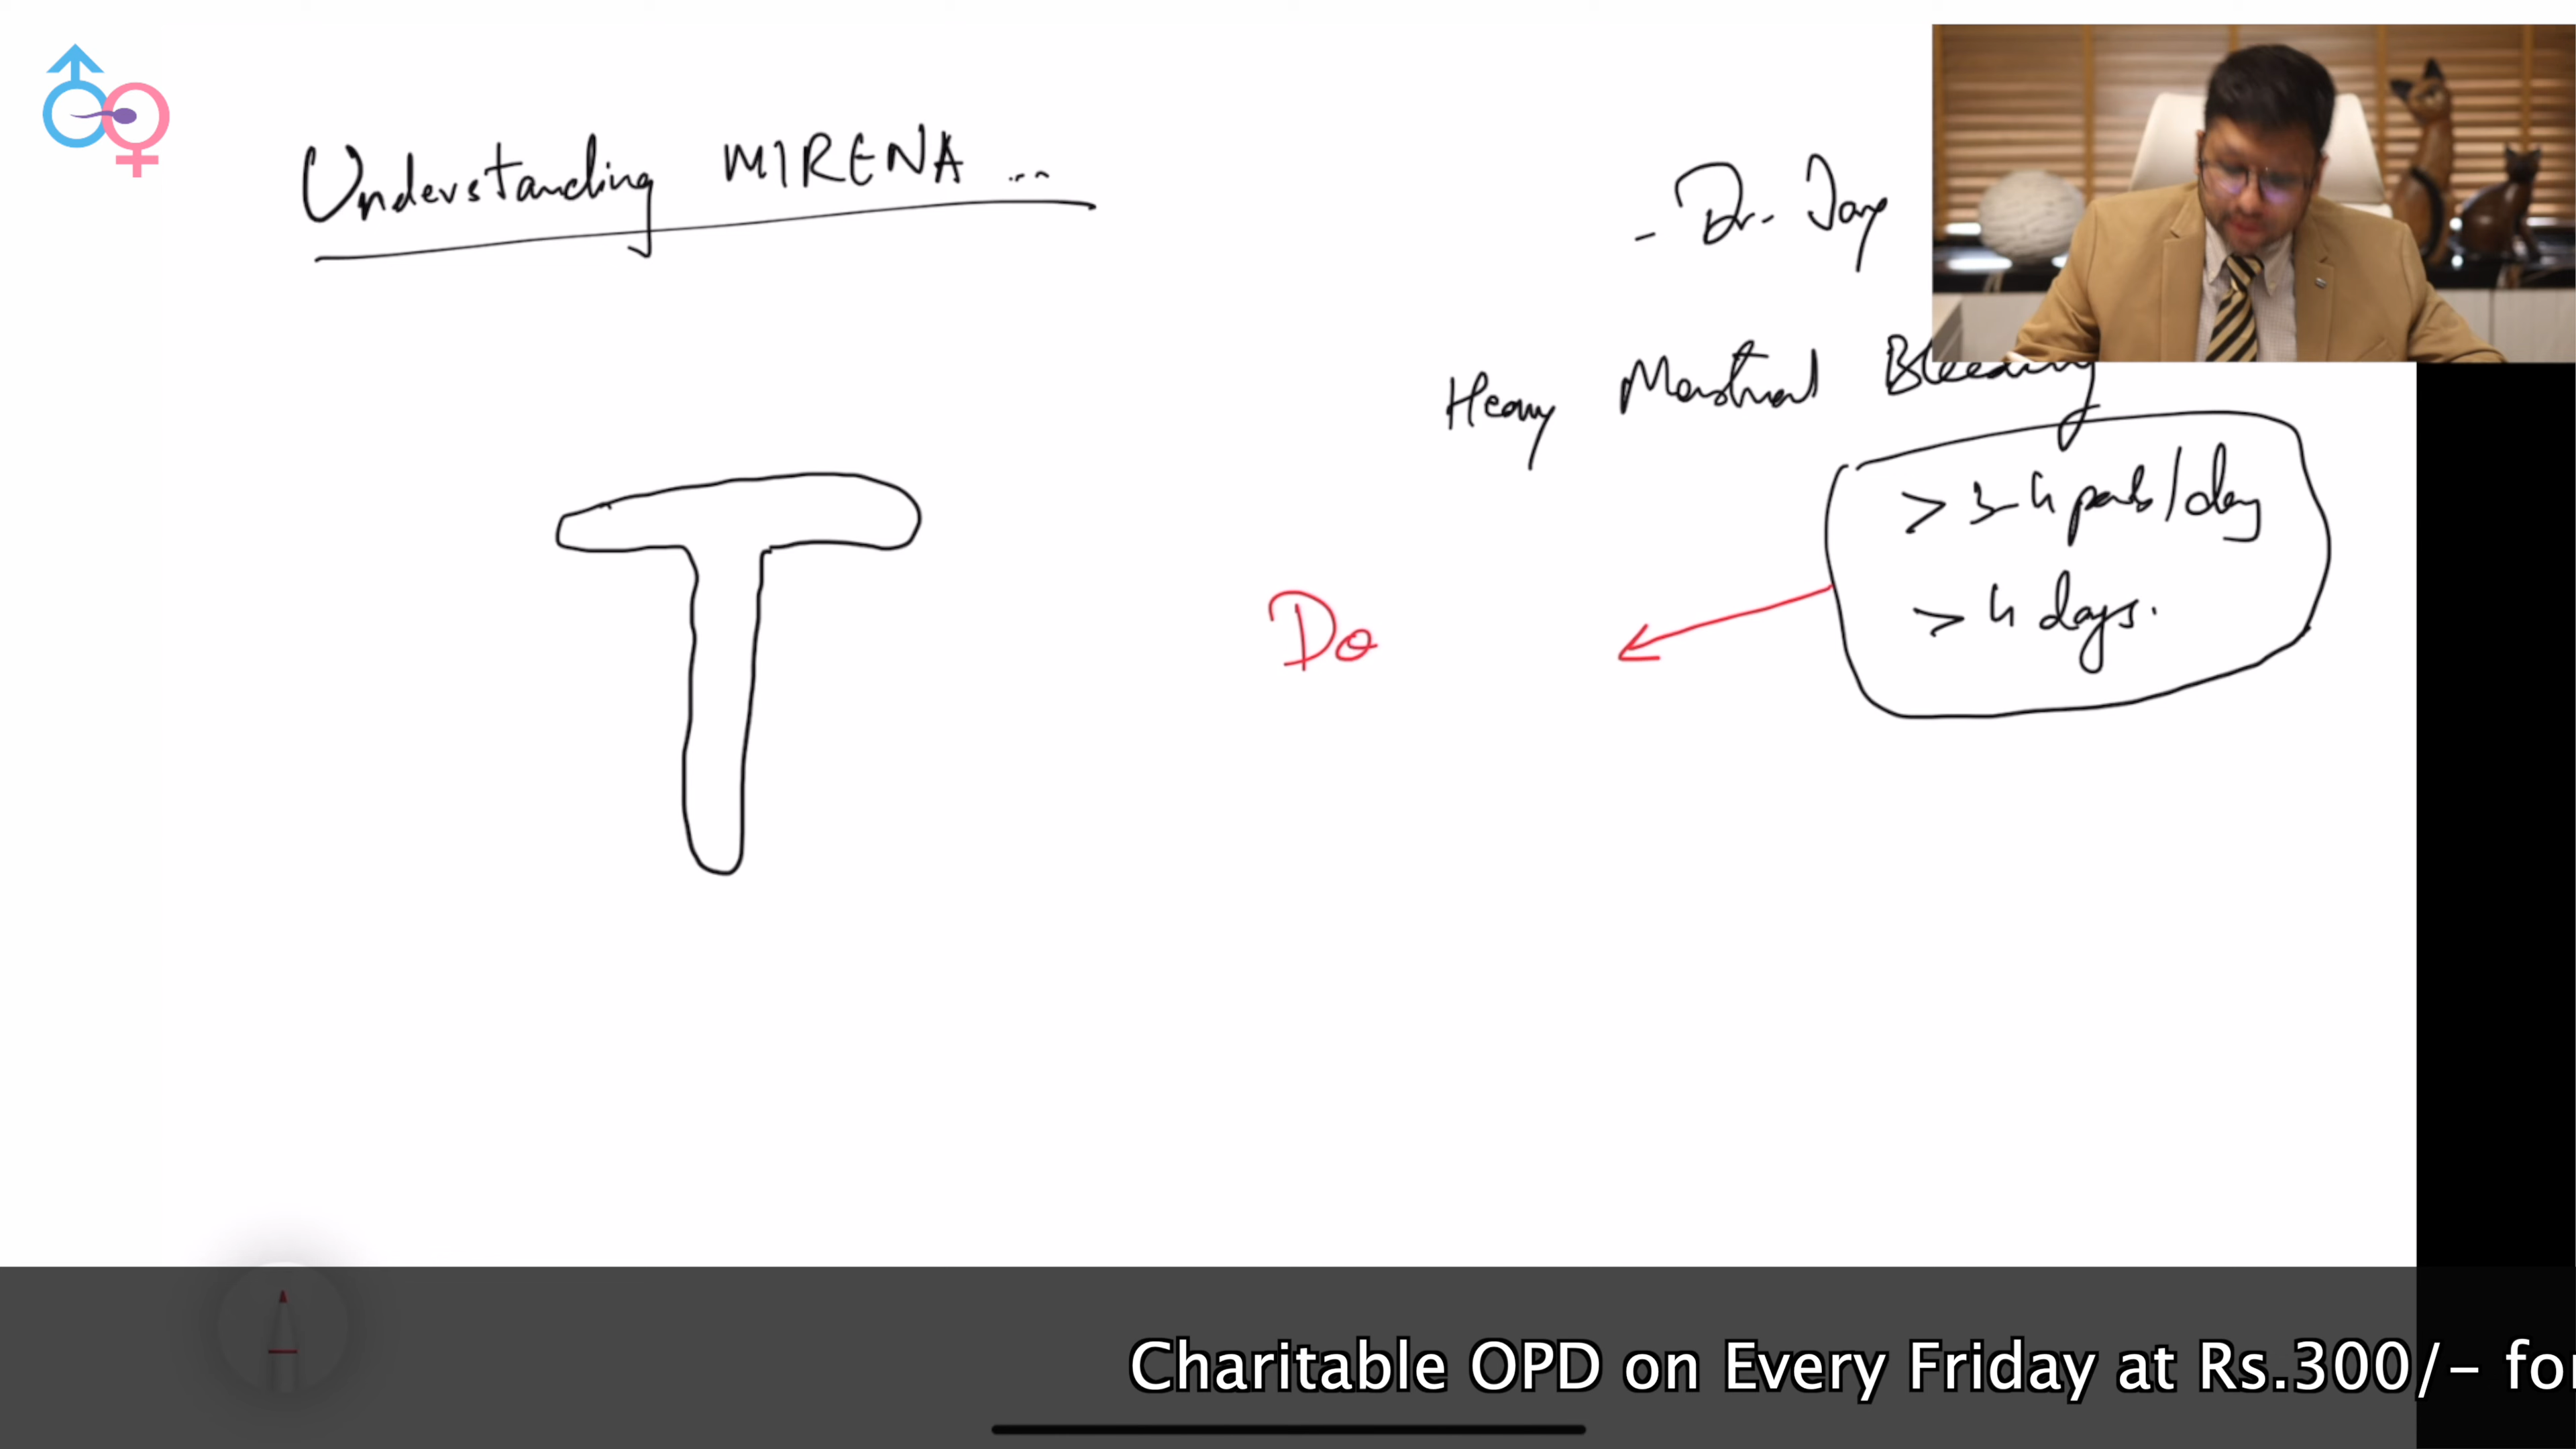 Understanding MIRENA ...
- Dr. Jay
Heavy Menstrual Bleeding
> 3-4 pads/day
> 4 days.
Do
Charitable OPD on Every Friday at Rs.300/- for